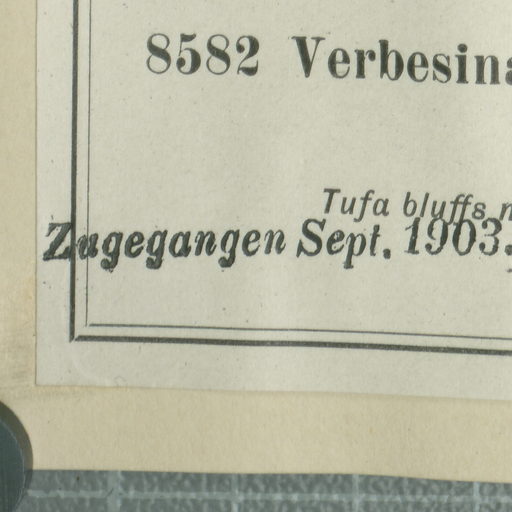 8582 Verbesina
Tufa bluffs
Zugegangen Sept. 1903.